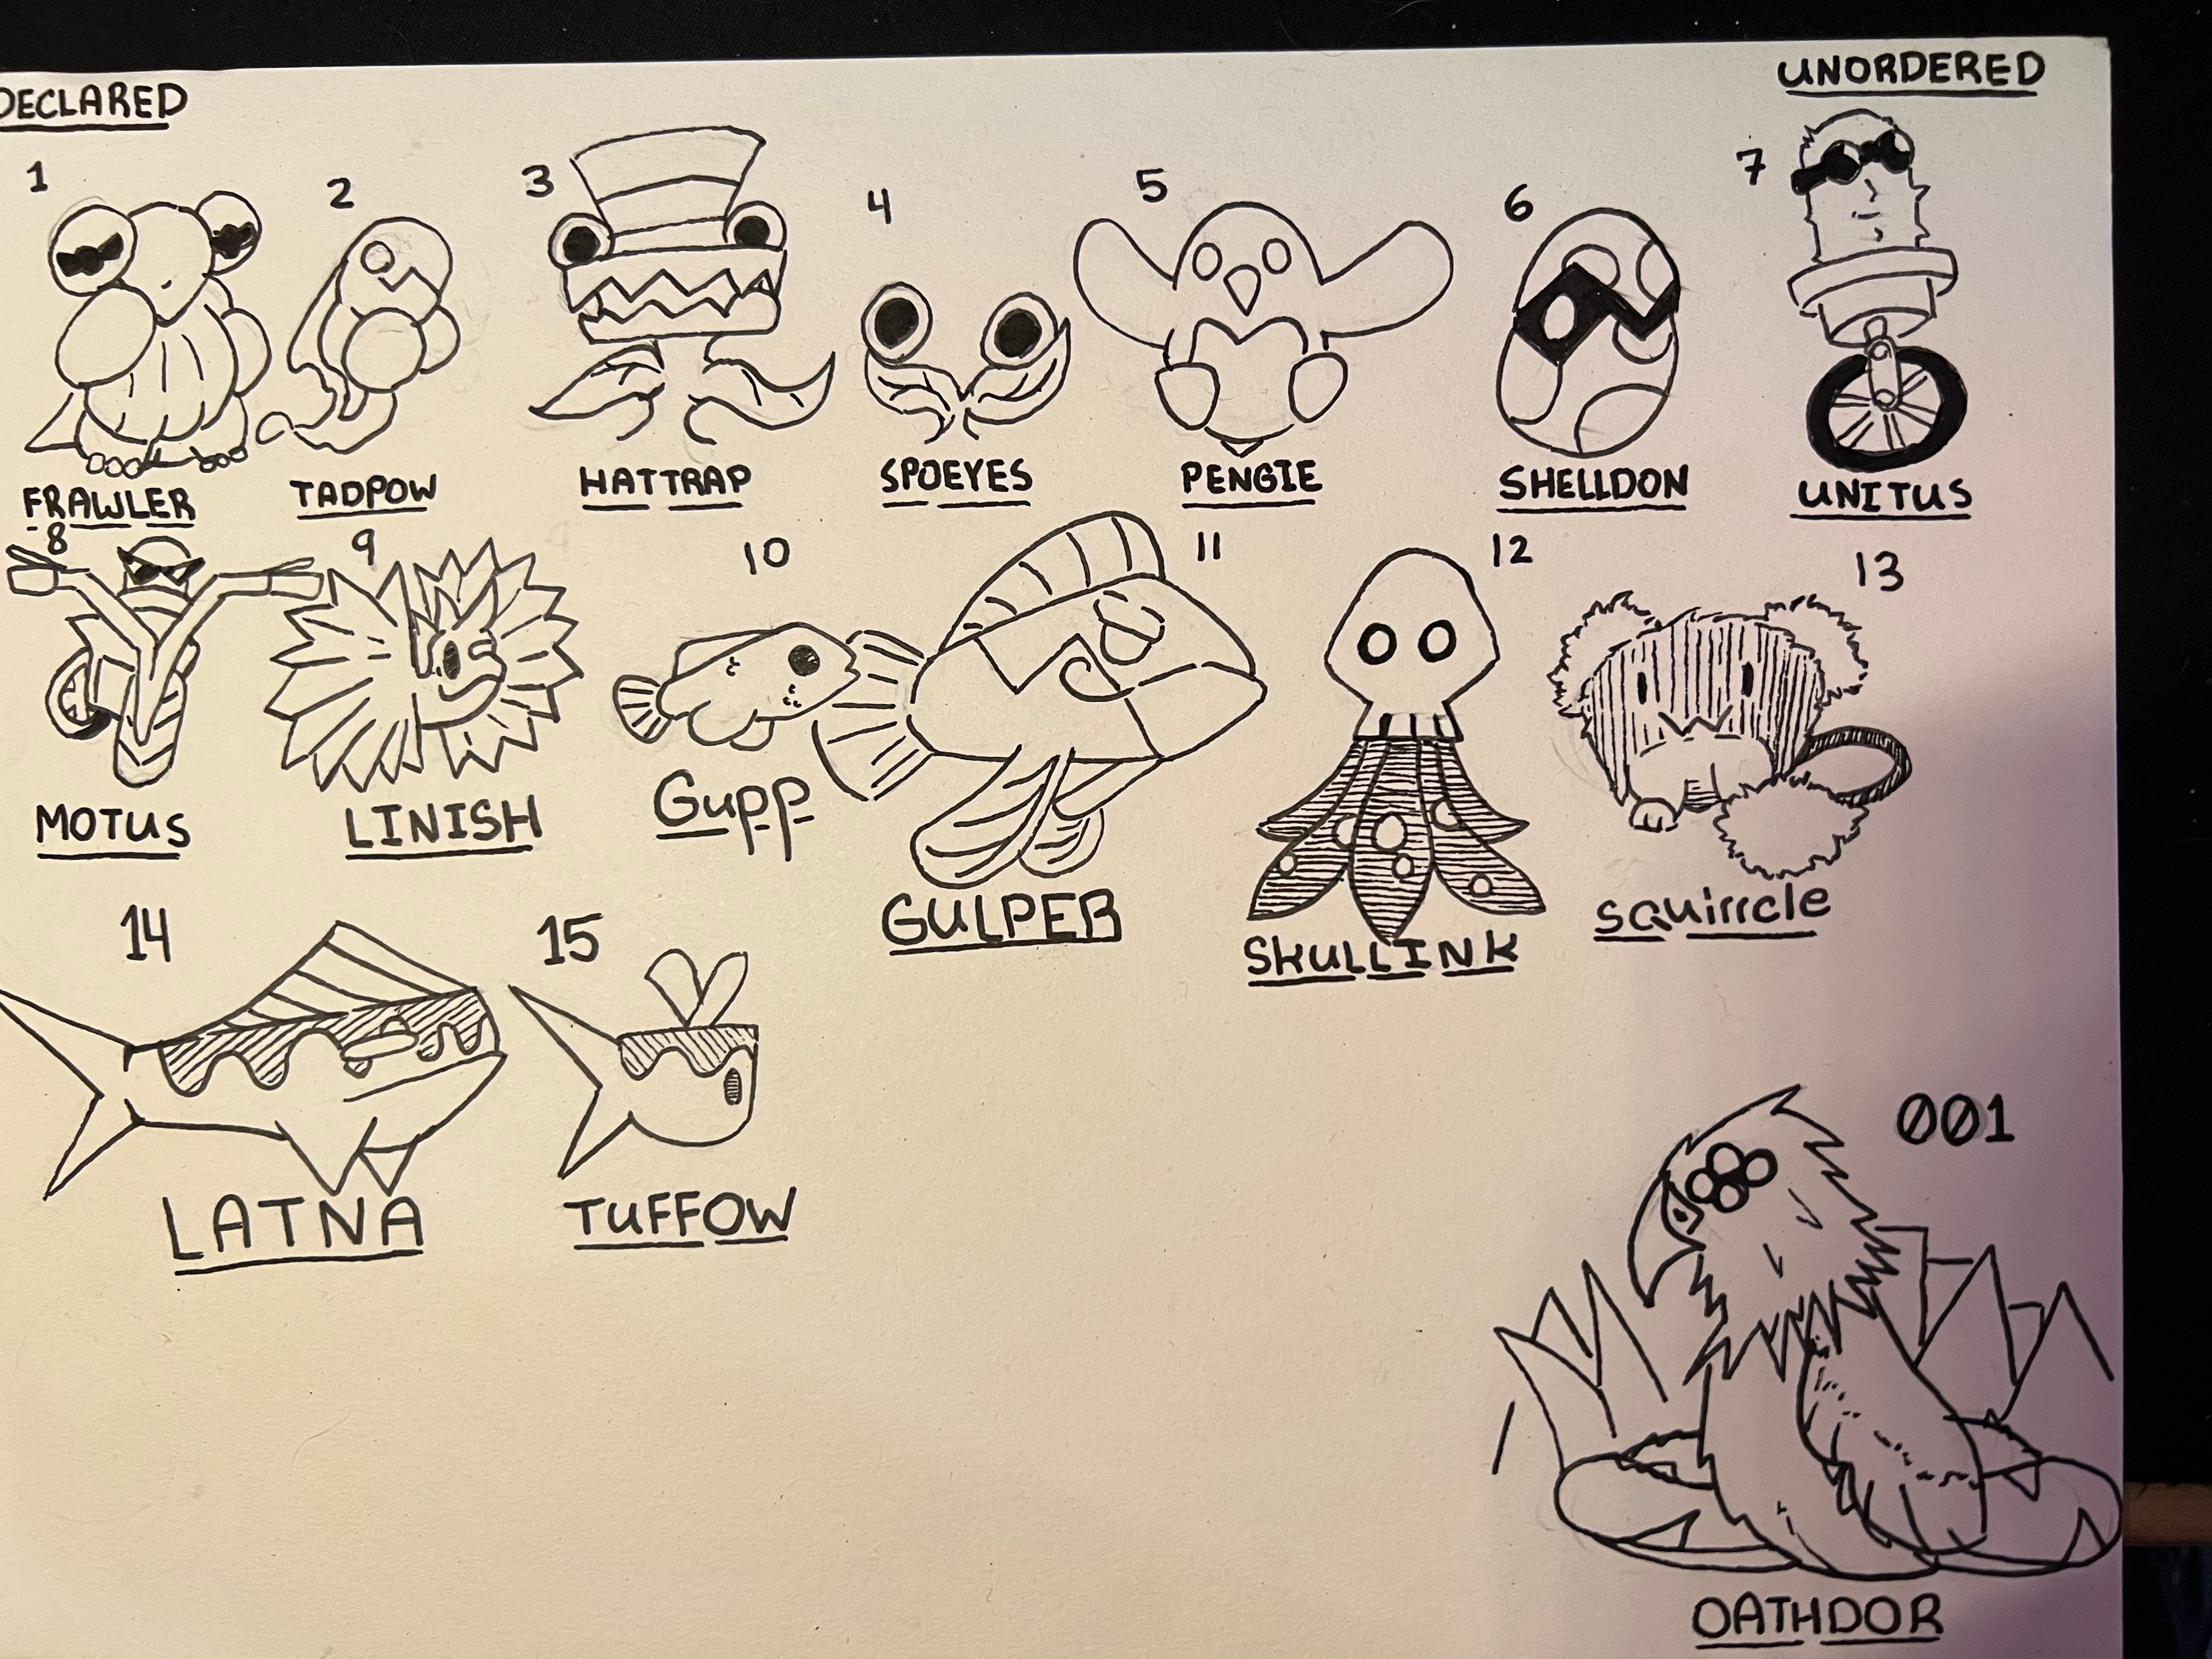 DECLARED
UNORDERED
1
2
3
4
5
6
7
FRAWLER
TADPOW
HATTRAP
SPOEYES
PENGIE
SHELLDON
UNITUS
8
9
10
11
12
13
MOTUS
LINISH
Gupp
GULPER
SKULLINK
squirrcle
14
15
LATNA
TUFFOW
001
OATHDOR